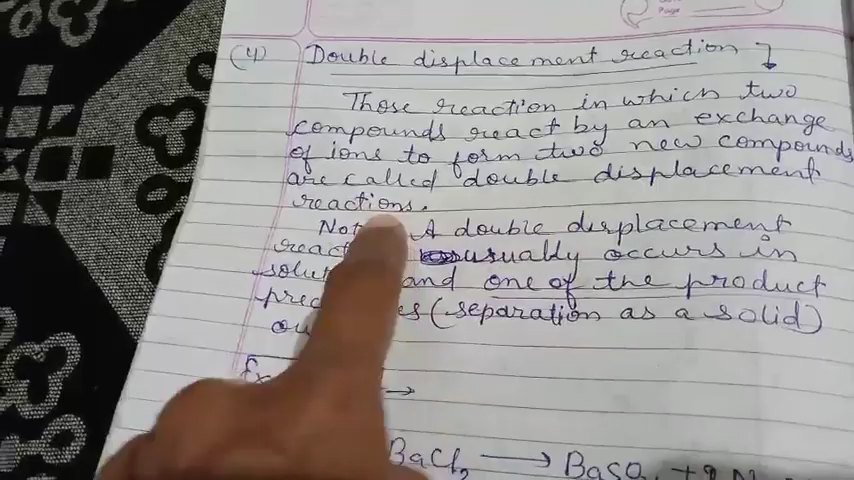 Page
(4) Double displacement reaction
Those reaction in which two
compounds react by an exchange
of ions to form two new compounds
are called double displacement
reactions.
A double displacement
usually occurs in
and one of the product
(separation as a solid)
BaCl2 →